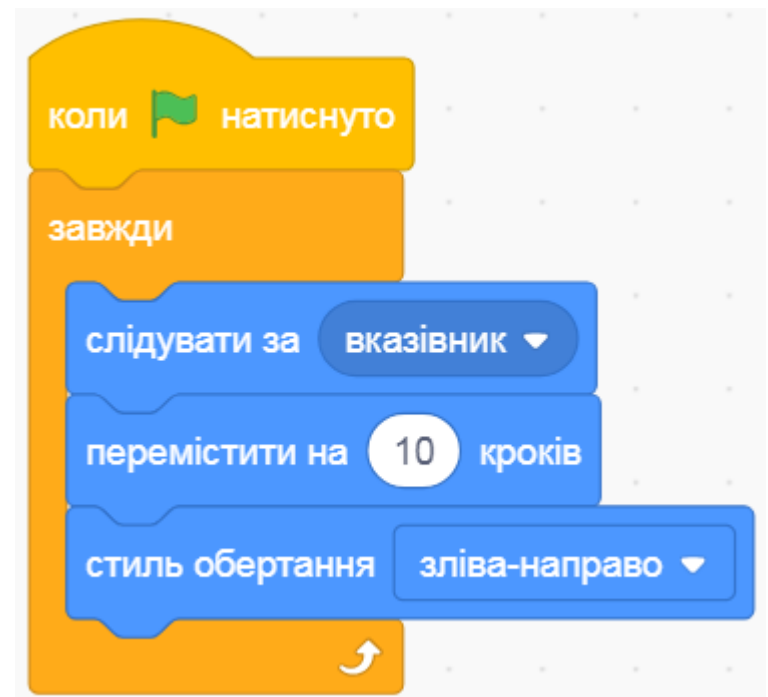 коли натиснуто
завжди
слідувати за вказівник
перемістити на 10 кроків
стиль обертання зліва-направо